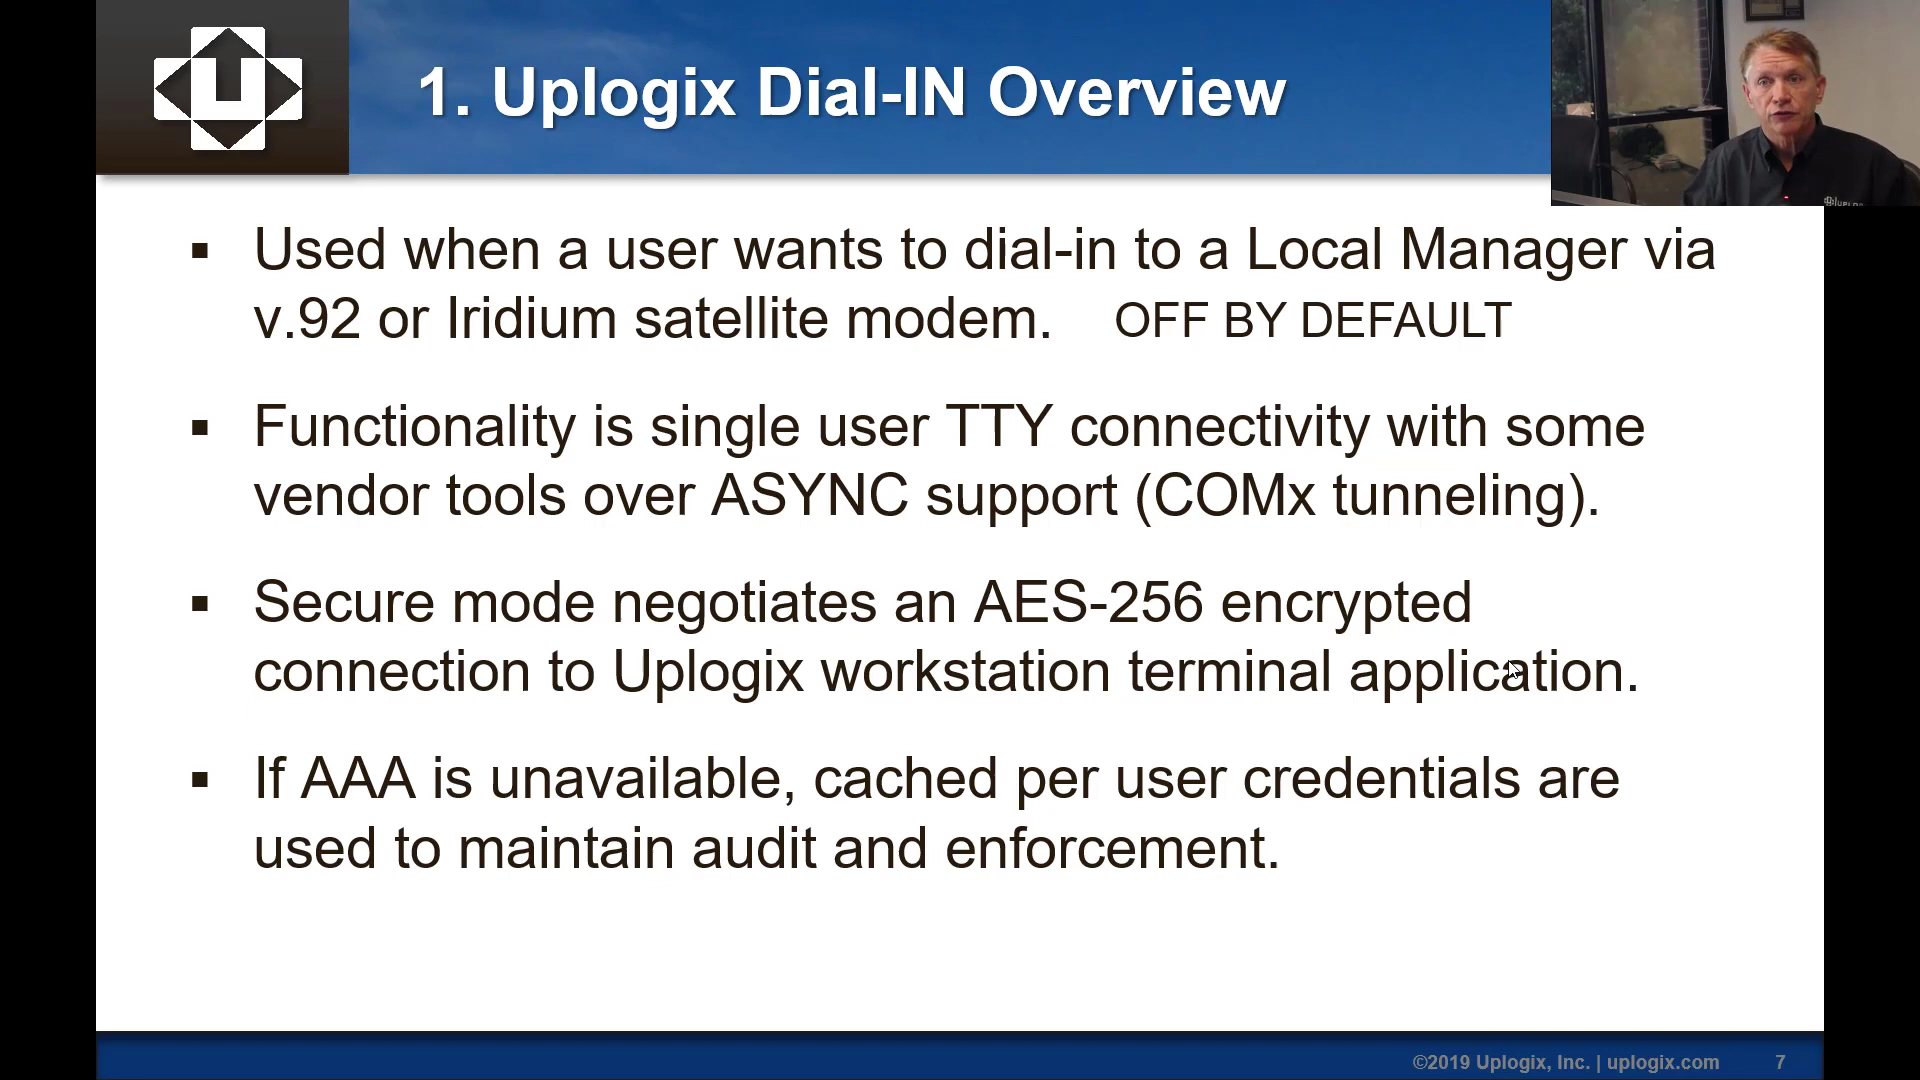 1. Uplogix Dial-IN Overview
▪ Used when a user wants to dial-in to a Local Manager via
v.92 or Iridium satellite modem. OFF BY DEFAULT
▪ Functionality is single user TTY connectivity with some
vendor tools over ASYNC support (COMx tunneling).
▪ Secure mode negotiates an AES-256 encrypted
connection to Uplogix workstation terminal application.
▪ If AAA is unavailable, cached per user credentials are
used to maintain audit and enforcement.
©2019 Uplogix, Inc. | uplogix.com 7